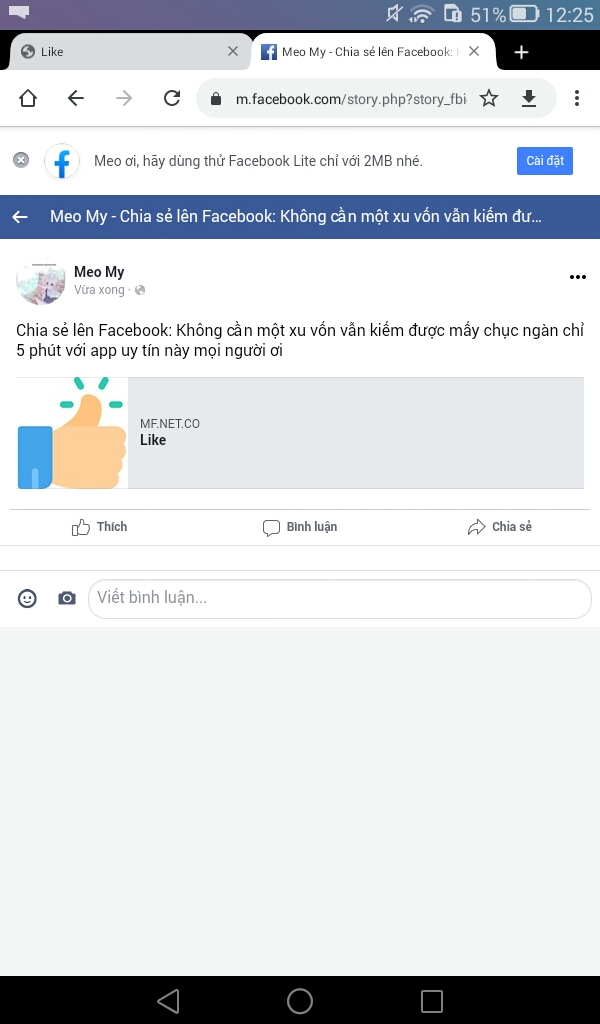 51% 12:25
Like
Meo My - Chia sẻ lên Facebook:
m.facebook.com/story.php?story_fbi
Meo ơi, hãy dùng thử Facebook Lite chỉ với 2MB nhé.
Cài đặt
Meo My - Chia sẻ lên Facebook: Không cần một xu vốn vẫn kiếm đư...
Meo My
Vừa xong ·
Chia sẻ lên Facebook: Không cần một xu vốn vẫn kiếm được mấy chục ngàn chỉ
5 phút với app uy tín này mọi người ơi
MF.NET.CO
Like
Thích
Bình luận
Chia sẻ
Viết bình luận...